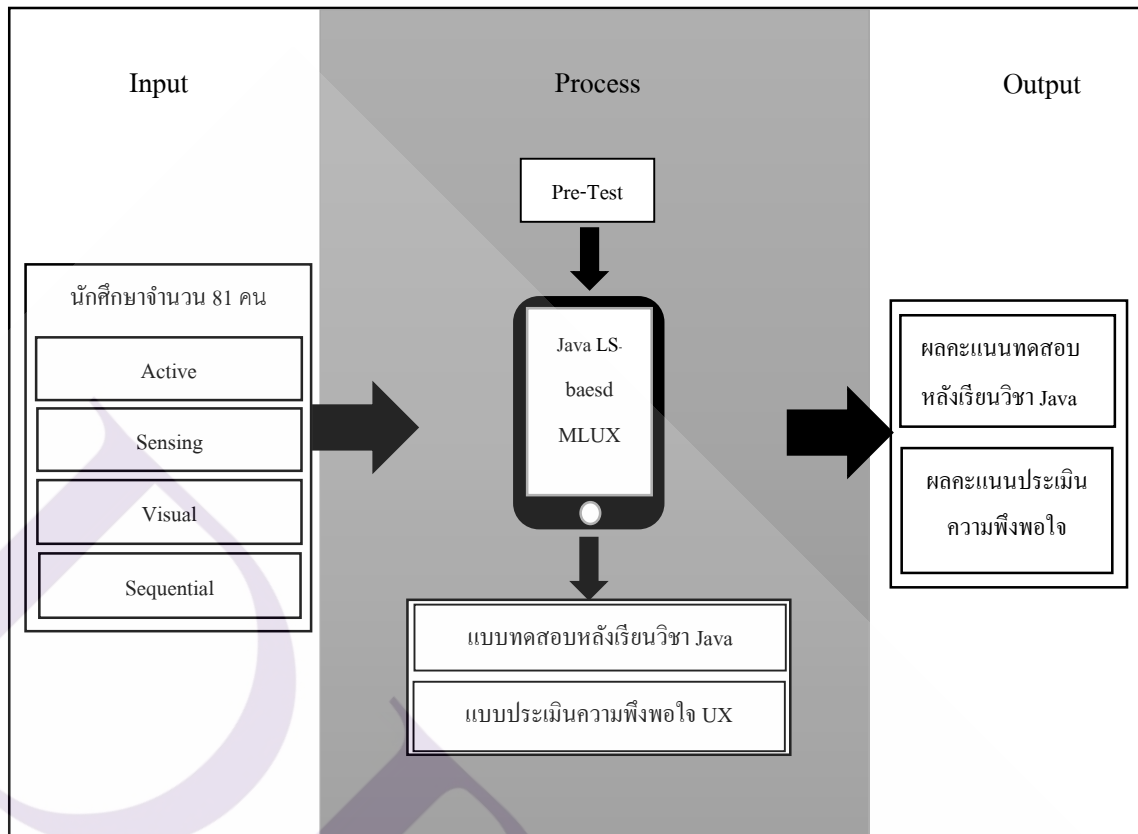 Input
Process
Output
Pre-Test
นักศึกษาจำนวน 81 คน
Active
Sensing
Visual
Sequential
Java LS-
baesd
MLUX
แบบทดสอบหลังเรียนวิชา Java
แบบประเมินความพึงพอใจ UX
ผลคะแนนทดสอบ
หลังเรียนวิชา Java
ผลคะแนนประเมิน
ความพึงพอใจ